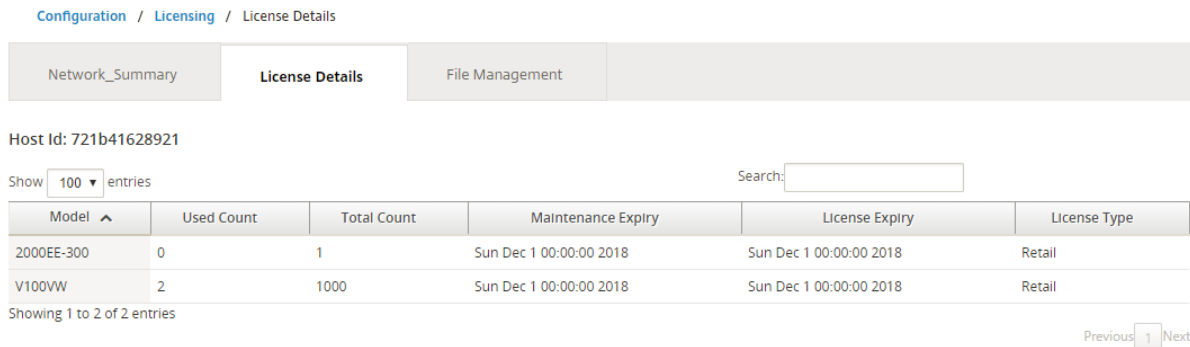 Configuration / Licensing / License Details
Network_Summary License Details File Management
Host Id: 721b41628921
Show 100 entries Search:
Model Used Count Total Count Maintenance Expiry License Expiry License Type
2000EE-300 0 1 Sun Dec 1 00:00:00 2018 Sun Dec 1 00:00:00 2018 Retail
V100VW 2 1000 Sun Dec 1 00:00:00 2018 Sun Dec 1 00:00:00 2018 Retail
Showing 1 to 2 of 2 entries
Previous 1 Next